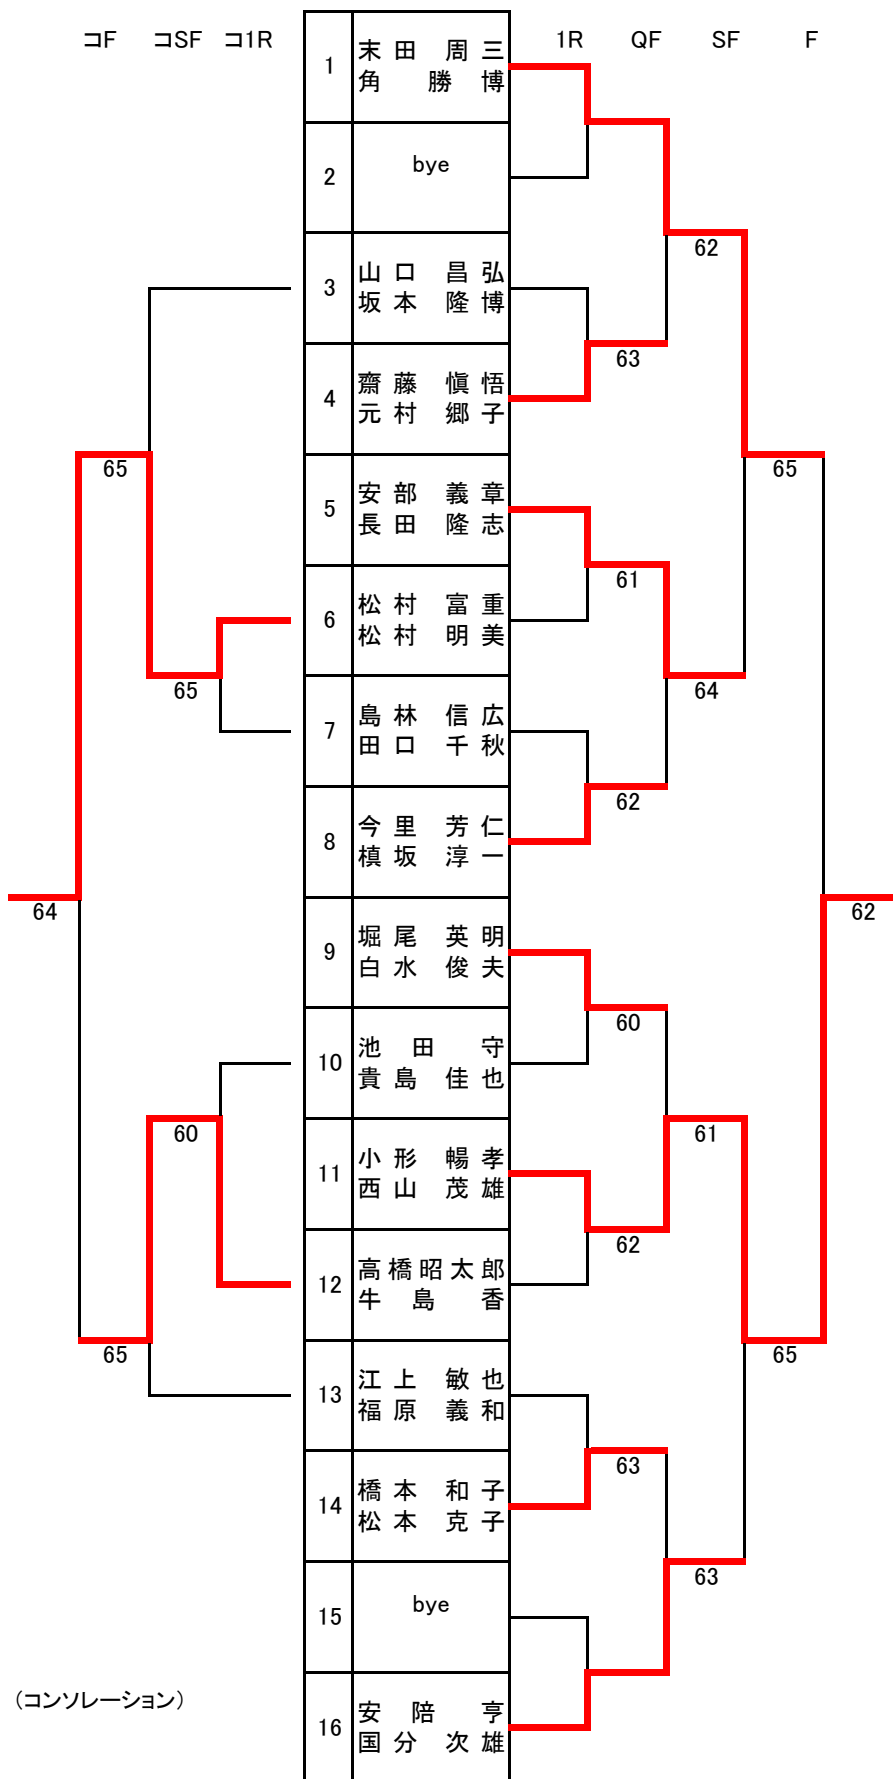 コF コSF コ1R 1R QF SF F
1 末田 周三
角 勝博
2 bye
62
3 山口 昌弘
坂本 隆博
63
4 齋藤 愼悟
元村 郷子
65 65
5 安部 義章
長田 隆志
61
6 松村 富重
松村 明美
65 64
7 島林 信広
田口 千秋
62
8 今里 芳仁
槙坂 淳一
64 62
9 堀尾 英明
白水 俊夫
60
10 池田 守
貴島 佳也
60 61
11 小形 暢孝
西山 茂雄
62
12 高橋昭太郎
牛島 香
65 65
13 江上 敏也
福原 義和
63
14 橋本 和子
松本 克子
63
15 bye
(コンソレーション)
16 安陪 亨
国分 次雄